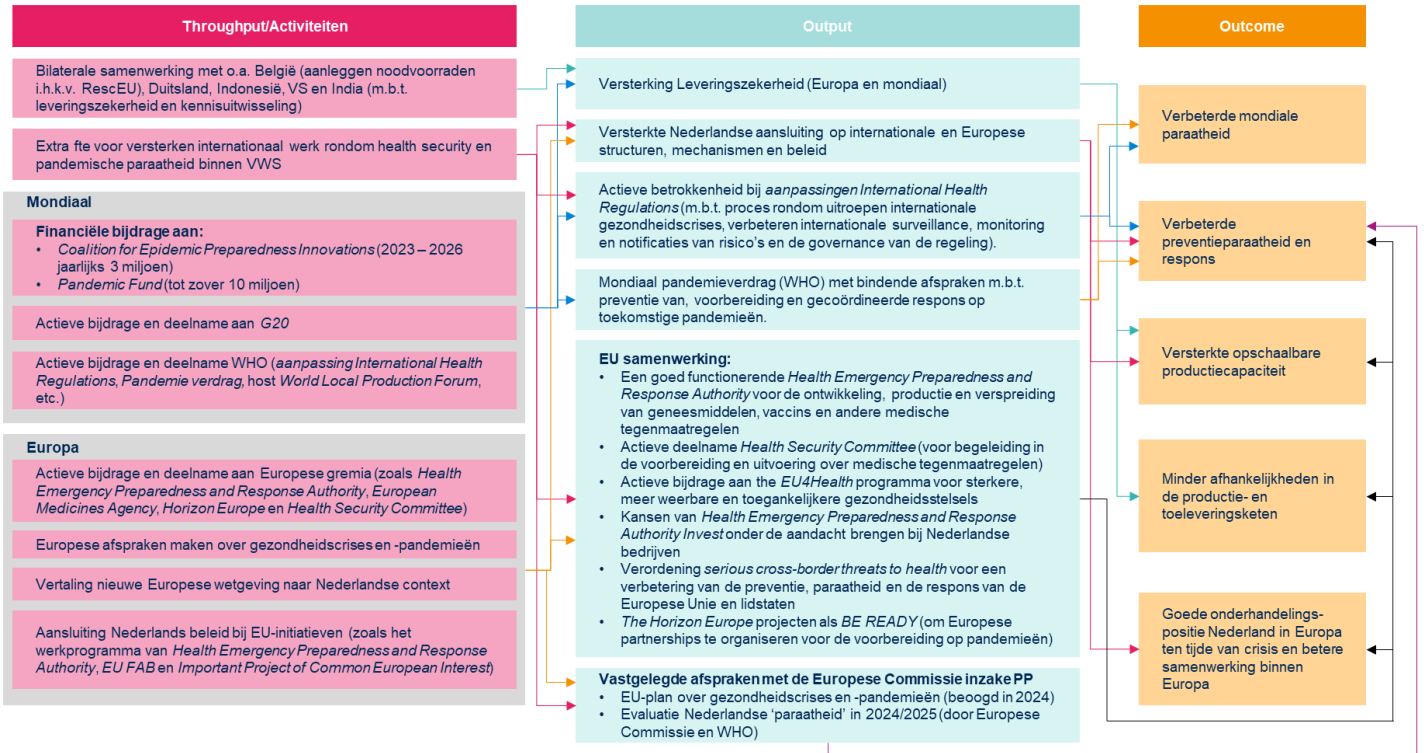 Throughput/Activiteiten
Bilaterale samenwerking met o.a. België (aanleggen noodvoorraden
i.h.k.v. RescEU), Duitsland, Indonesië, VS en India (m.b.t.
leveringszekerheid en kennisuitwisseling)
Extra fte voor versterken internationaal werk rondom health security en
pandemische paraatheid binnen VWS
Mondiaal
Financiële bijdrage aan:
• Coalition for Epidemic Preparedness Innovations (2023 – 2026
jaarlijks 3 miljoen)
• Pandemic Fund (tot zover 10 miljoen)
Actieve bijdrage en deelname aan G20
Actieve bijdrage en deelname WHO (aanpassing International Health
Regulations, Pandemie verdrag, host World Local Production Forum,
etc.)
Europa
Actieve bijdrage en deelname aan Europese gremia (zoals Health
Emergency Preparedness and Response Authority, European
Medicines Agency, Horizon Europe en Health Security Committee)
Europese afspraken maken over gezondheidscrises en -pandemieën
Vertaling nieuwe Europese wetgeving naar Nederlandse context
Aansluiting Nederlands beleid bij EU-initiatieven (zoals het
werkprogramma van Health Emergency Preparedness and Response
Authority, EU FAB en Important Project of Common European Interest)
Output
Versterking Leveringszekerheid (Europa en mondiaal)
Versterkte Nederlandse aansluiting op internationale en Europese
structuren, mechanismen en beleid
Actieve betrokkenheid bij aanpassingen International Health
Regulations (m.b.t. proces rondom uitroepen internationale
gezondheidscrises, verbeteren internationale surveillance, monitoring
en notificaties van risico's en de governance van de regeling).
Mondiaal pandemieverdrag (WHO) met bindende afspraken m.b.t.
preventie van, voorbereiding en gecoördineerde respons op
toekomstige pandemieën.
EU samenwerking:
• Een goed functionerende Health Emergency Preparedness and
Response Authority voor de ontwikkeling, productie en verspreiding
van geneesmiddelen, vaccins en andere medische
tegenmaatregelen
• Actieve deelname Health Security Committee (voor begeleiding in
de voorbereiding en uitvoering over medische tegenmaatregelen)
• Actieve bijdrage aan the EU4Health programma voor sterkere,
meer weerbare en toegankelijkere gezondheidsstelsels
• Kansen van Health Emergency Preparedness and Response
Authority Invest onder de aandacht brengen bij Nederlandse
bedrijven
• Verordening serious cross-border threats to health voor een
verbetering van de preventie, paraatheid en de respons van de
Europese Unie en lidstaten
• The Horizon Europe projecten als BE READY (om Europese
partnerships te organiseren voor de voorbereiding op pandemieën)
Vastgelegde afspraken met de Europese Commissie inzake PP
• EU-plan over gezondheidscrises en -pandemieën (beoogd in 2024)
• Evaluatie Nederlandse 'paraatheid' in 2024/2025 (door Europese
Commissie en WHO)
Outcome
Verbeterde mondiale
paraatheid
Verbeterde
preventieparaatheid en
respons
Versterkte opschaalbare
productiecapaciteit
Minder afhankelijkheden in
de productie- en
toeleveringsketen
Goede onderhandelings-
positie Nederland in Europa
ten tijde van crisis en betere
samenwerking binnen
Europa